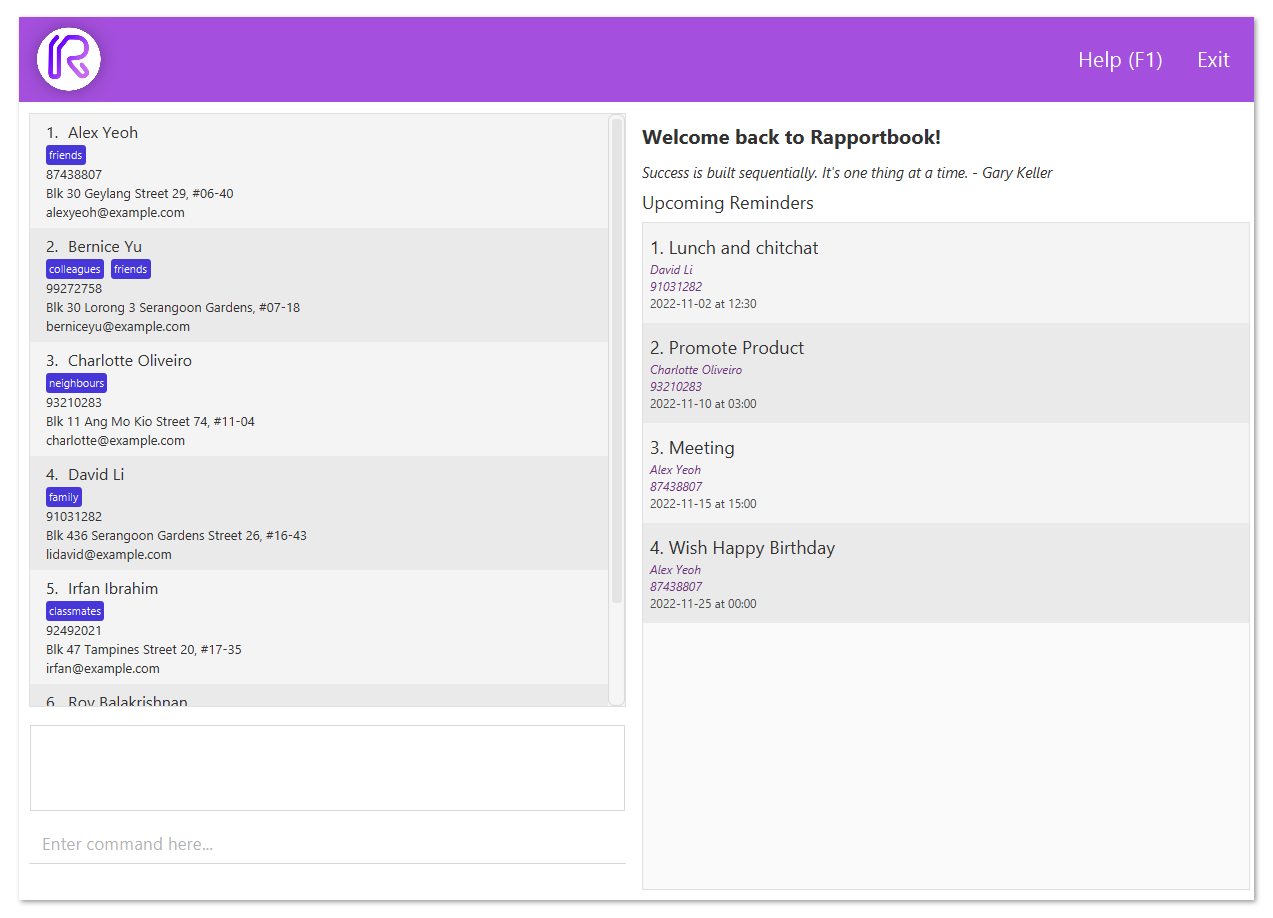 R
Help (F1) Exit
1. Alex Yeoh
friends
87438807
Blk 30 Geylang Street 29, #06-40
alexyeoh@example.com
2. Bernice Yu
colleagues friends
99272758
Blk 30 Lorong 3 Serangoon Gardens, #07-18
berniceyu@example.com
3. Charlotte Oliveiro
neighbours
93210283
Blk 11 Ang Mo Kio Street 74, #11-04
charlotte@example.com
4. David Li
family
91031282
Blk 436 Serangoon Gardens Street 26, #16-43
lidavid@example.com
5. Irfan Ibrahim
classmates
92492021
Blk 47 Tampines Street 20, #17-35
irfan@example.com
6. Roy Balakrishnan
Enter command here...
Welcome back to Rapportbook!
Success is built sequentially. It's one thing at a time. - Gary Keller
Upcoming Reminders
1. Lunch and chitchat
David Li
91031282
2022-11-02 at 12:30
2. Promote Product
Charlotte Oliveiro
93210283
2022-11-10 at 03:00
3. Meeting
Alex Yeoh
87438807
2022-11-15 at 15:00
4. Wish Happy Birthday
Alex Yeoh
87438807
2022-11-25 at 00:00